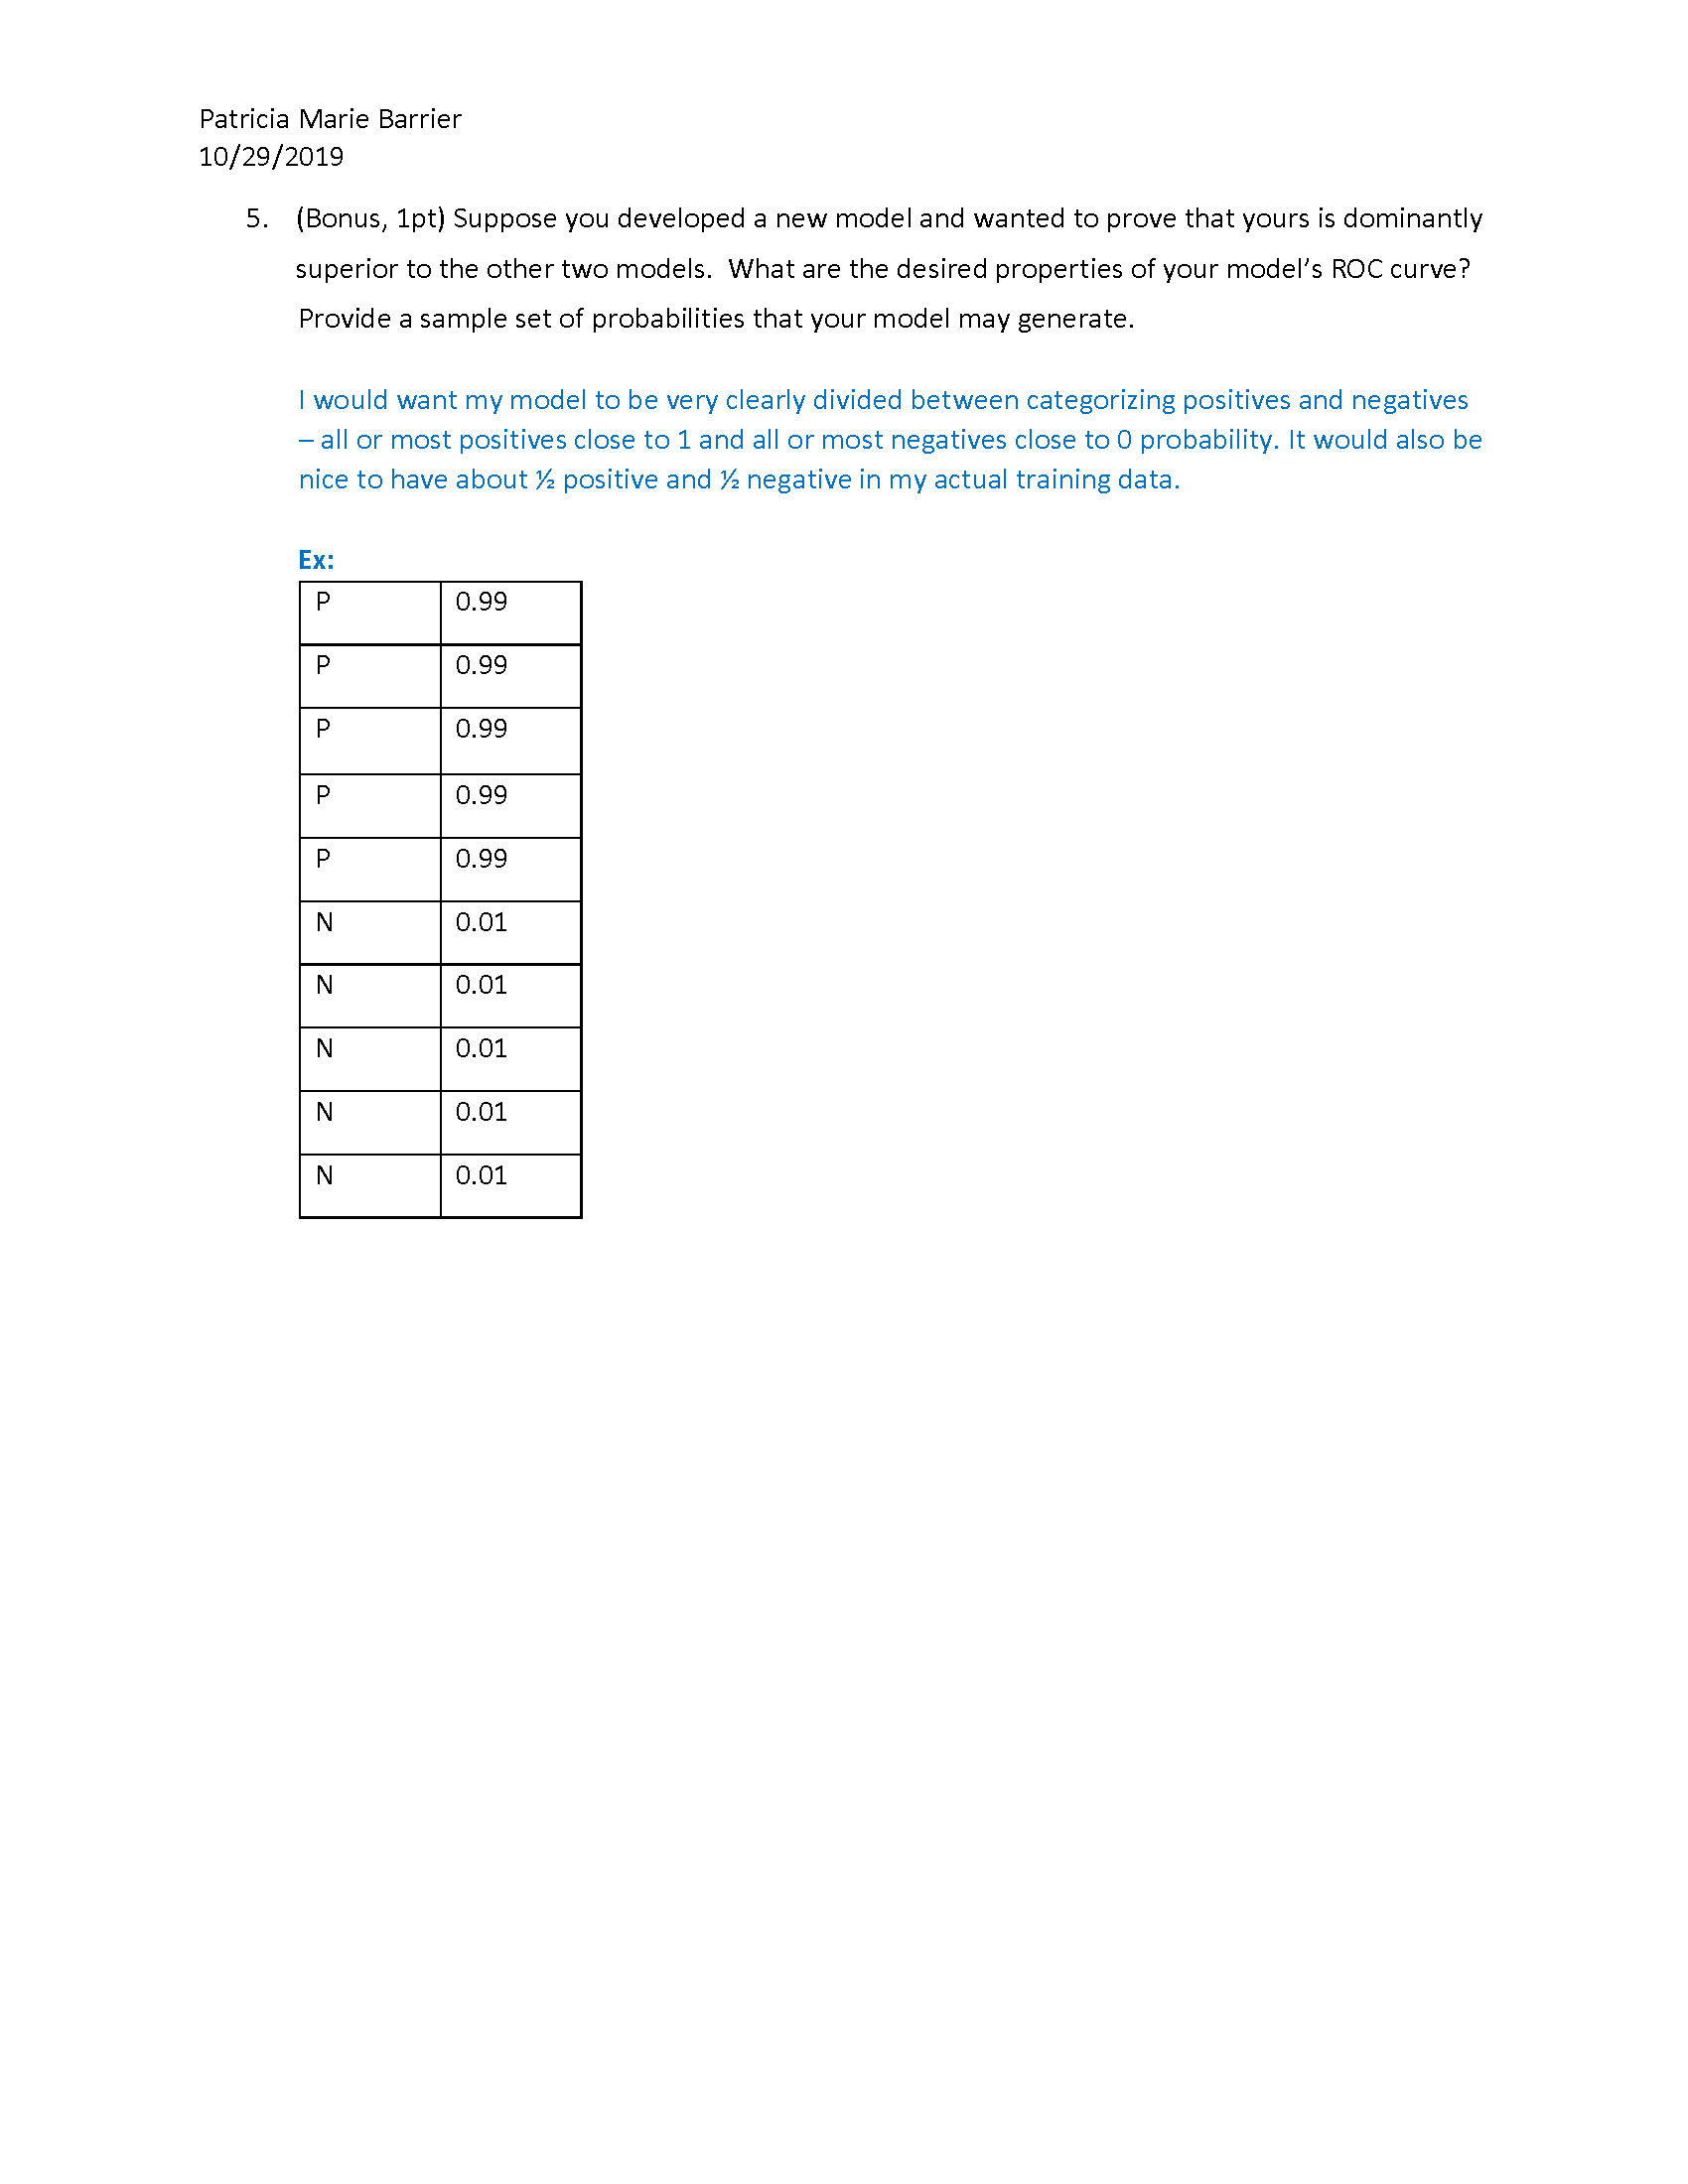 Patricia Marie Barrier
10/29/2019
5. (Bonus, 1pt) Suppose you developed a new model and wanted to prove that yours is dominantly
superior to the other two models.  What are the desired properties of your model’s ROC curve?
Provide a sample set of probabilities that your model may generate.
I would want my model to be very clearly divided between categorizing positives and negatives
– all or most positives close to 1 and all or most negatives close to 0 probability. It would also be
nice to have about ½ positive and ½ negative in my actual training data.
Ex:
P 0.99
P 0.99
P 0.99
P 0.99
P 0.99
N 0.01
N 0.01
N 0.01
N 0.01
N 0.01